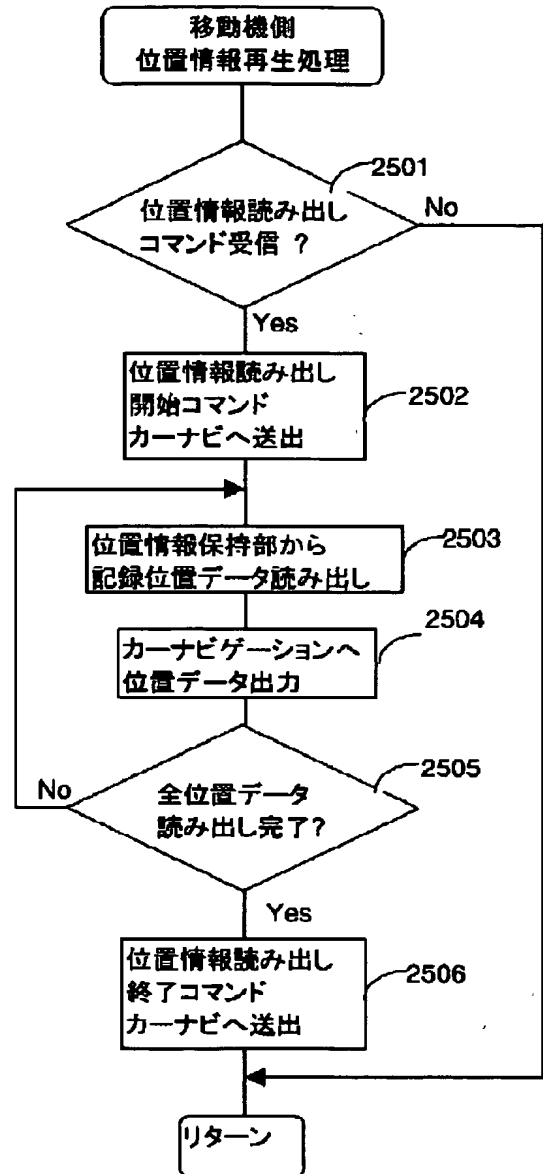 移動機側
位置情報再生処理
2501
位置情報読み出し
コマンド受信 ？
No
Yes
位置情報読み出し
開始コマンド
カーナビへ送出
2502
位置情報保持部から
記録位置データ読み出し
2503
カーナビゲーションへ
位置データ出力
2504
2505
No
全位置データ
読み出し完了?
Yes
位置情報読み出し
終了コマンド
カーナビへ送出
2506
リターン